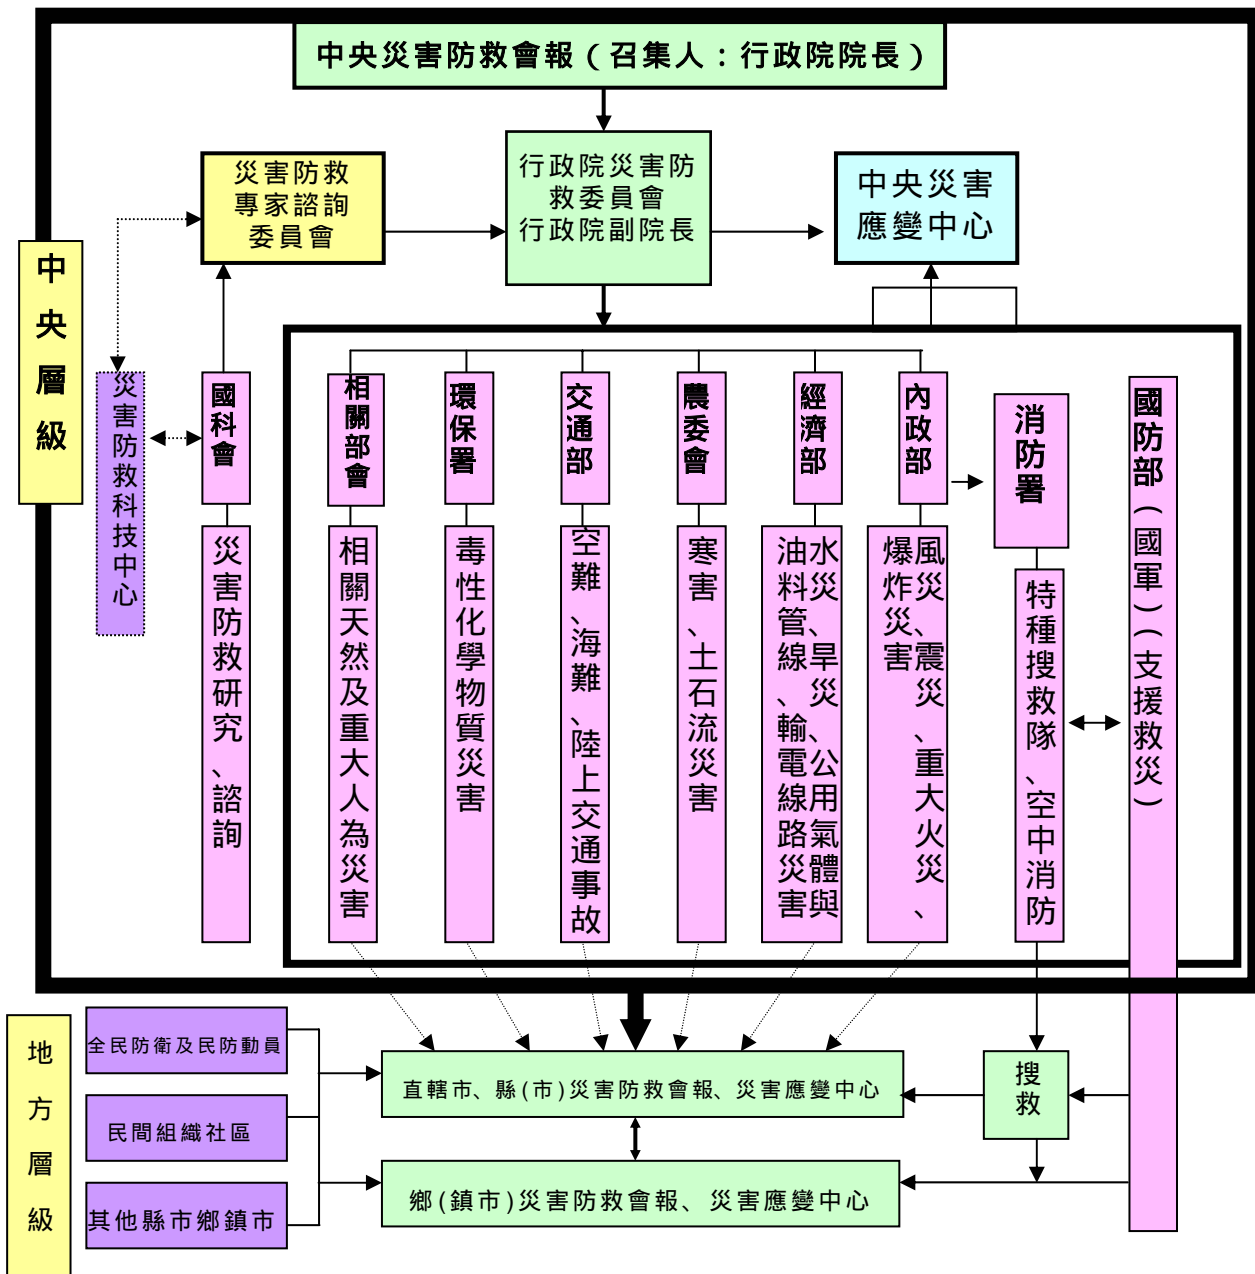 中央災害防救會報（召集人：行政院院長）
災害防救
專家諮詢
委員會
行政院災害防
救委員會
行政院副院長
中央災害
應變中心
中央層級
災害防救科技中心
國科會
災害防救研究、諮詢
相關部會
相關天然及重大人為災害
環保署
毒性化學物質災害
交通部
空難、海難、陸上交通事故
農委會
寒害、土石流災害
經濟部
水災、旱災、公用氣體與
油料管線、輸電線路災害
內政部
風災、震災、重大火災、
爆炸災害
消防署
特種搜救隊、空中消防
國防部（國軍）（支援救災）
地方層級
全民防衛及民防動員
民間組織社區
其他縣市鄉鎮市
直轄市、縣(市)災害防救會報、災害應變中心
鄉(鎮市)災害防救會報、災害應變中心
搜救